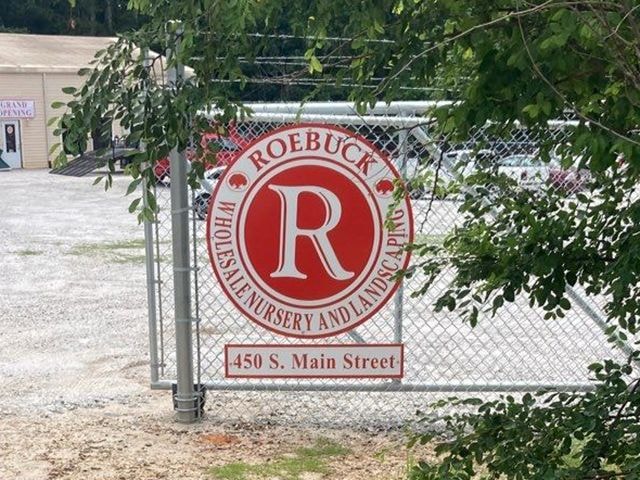 GRAND
OPENING
ROEBUCK
R
WHOLESALE NURSERY AND LANDSCAPING
450 S. Main Street